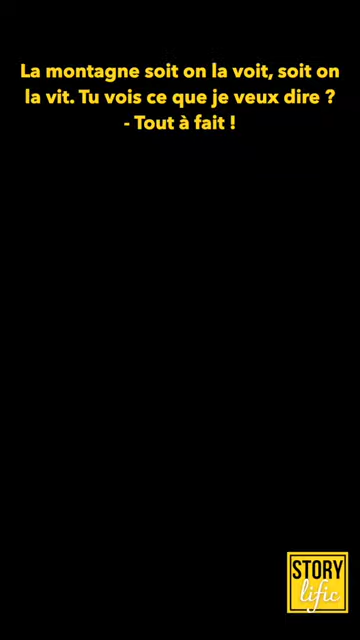 La montagne soit on la voit, soit on
la vit. Tu vois ce que je veux dire ?
- Tout à fait !
STORY
lific